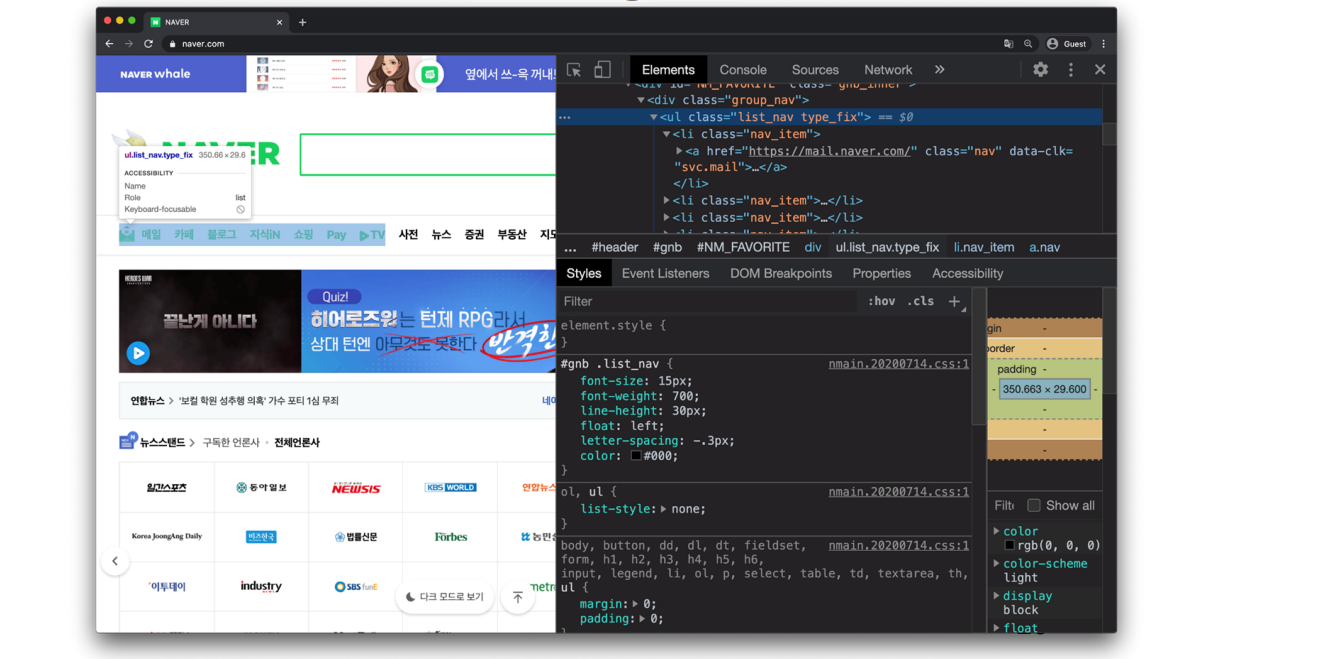 NAVER
naver.com
Guest
NAVER whale
옆에서 쓰-윽 꺼내
ul.list_nav.type_fix 350.66 × 29.6
ACCESSIBILITY
Name
Role list
Keyboard-focusable
메일 카페 블로그 지식iN 쇼핑 Pay TV 사전 뉴스 증권 부동산 지도
HEROES WAR
끝난게 아니다
Quiz!
히어로즈워는 턴제 RPG라서
상대 턴엔 아무것도 못한다
반격한
연합뉴스 > '보컬 학원 성추행 의혹' 가수 포티 1심 무죄
네이
뉴스스탠드 > 구독한 언론사 • 전체언론사
일간스포츠 동아일보 NEWSIS KBS WORLD 연합뉴스
Korea JoongAng Daily 비즈한국 법률신문 Forbes 농민신
이투데이 industry SBS funE metro
다크 모드로 보기
Elements Console Sources Network »
<div id="NM_FAVORITE" class="gnb_inner">
▼<div class="group_nav">
… ▼<ul class="list_nav type_fix"> == $0
▼<li class="nav_item">
▶<a href="https://mail.naver.com/" class="nav" data-clk=
"svc.mail">…</a>
</li>
▶<li class="nav_item">…</li>
▶<li class="nav_item">…</li>
▶<li class="nav_item">…</li>
… #header #gnb #NM_FAVORITE div ul.list_nav.type_fix li.nav_item a.nav
Styles Event Listeners DOM Breakpoints Properties Accessibility
Filter :hov .cls +
element.style {
}
#gnb .list_nav { nmain.20200714.css:1
font-size: 15px;
font-weight: 700;
line-height: 30px;
float: left;
letter-spacing: -.3px;
color: #000;
}
ol, ul { nmain.20200714.css:1
list-style:▶ none;
}
body, button, dd, dl, dt, fieldset, nmain.20200714.css:1
form, h1, h2, h3, h4, h5, h6,
input, legend, li, ol, p, select, table, td, textarea, th,
ul {
margin:▶ 0;
padding:▶ 0;
}
gin -
border -
padding -
- 350.663 × 29.600 -
-
-
-
Filt Show all
▶ color
rgb(0, 0, 0)
▶ color-scheme
light
▶ display
block
▶ float